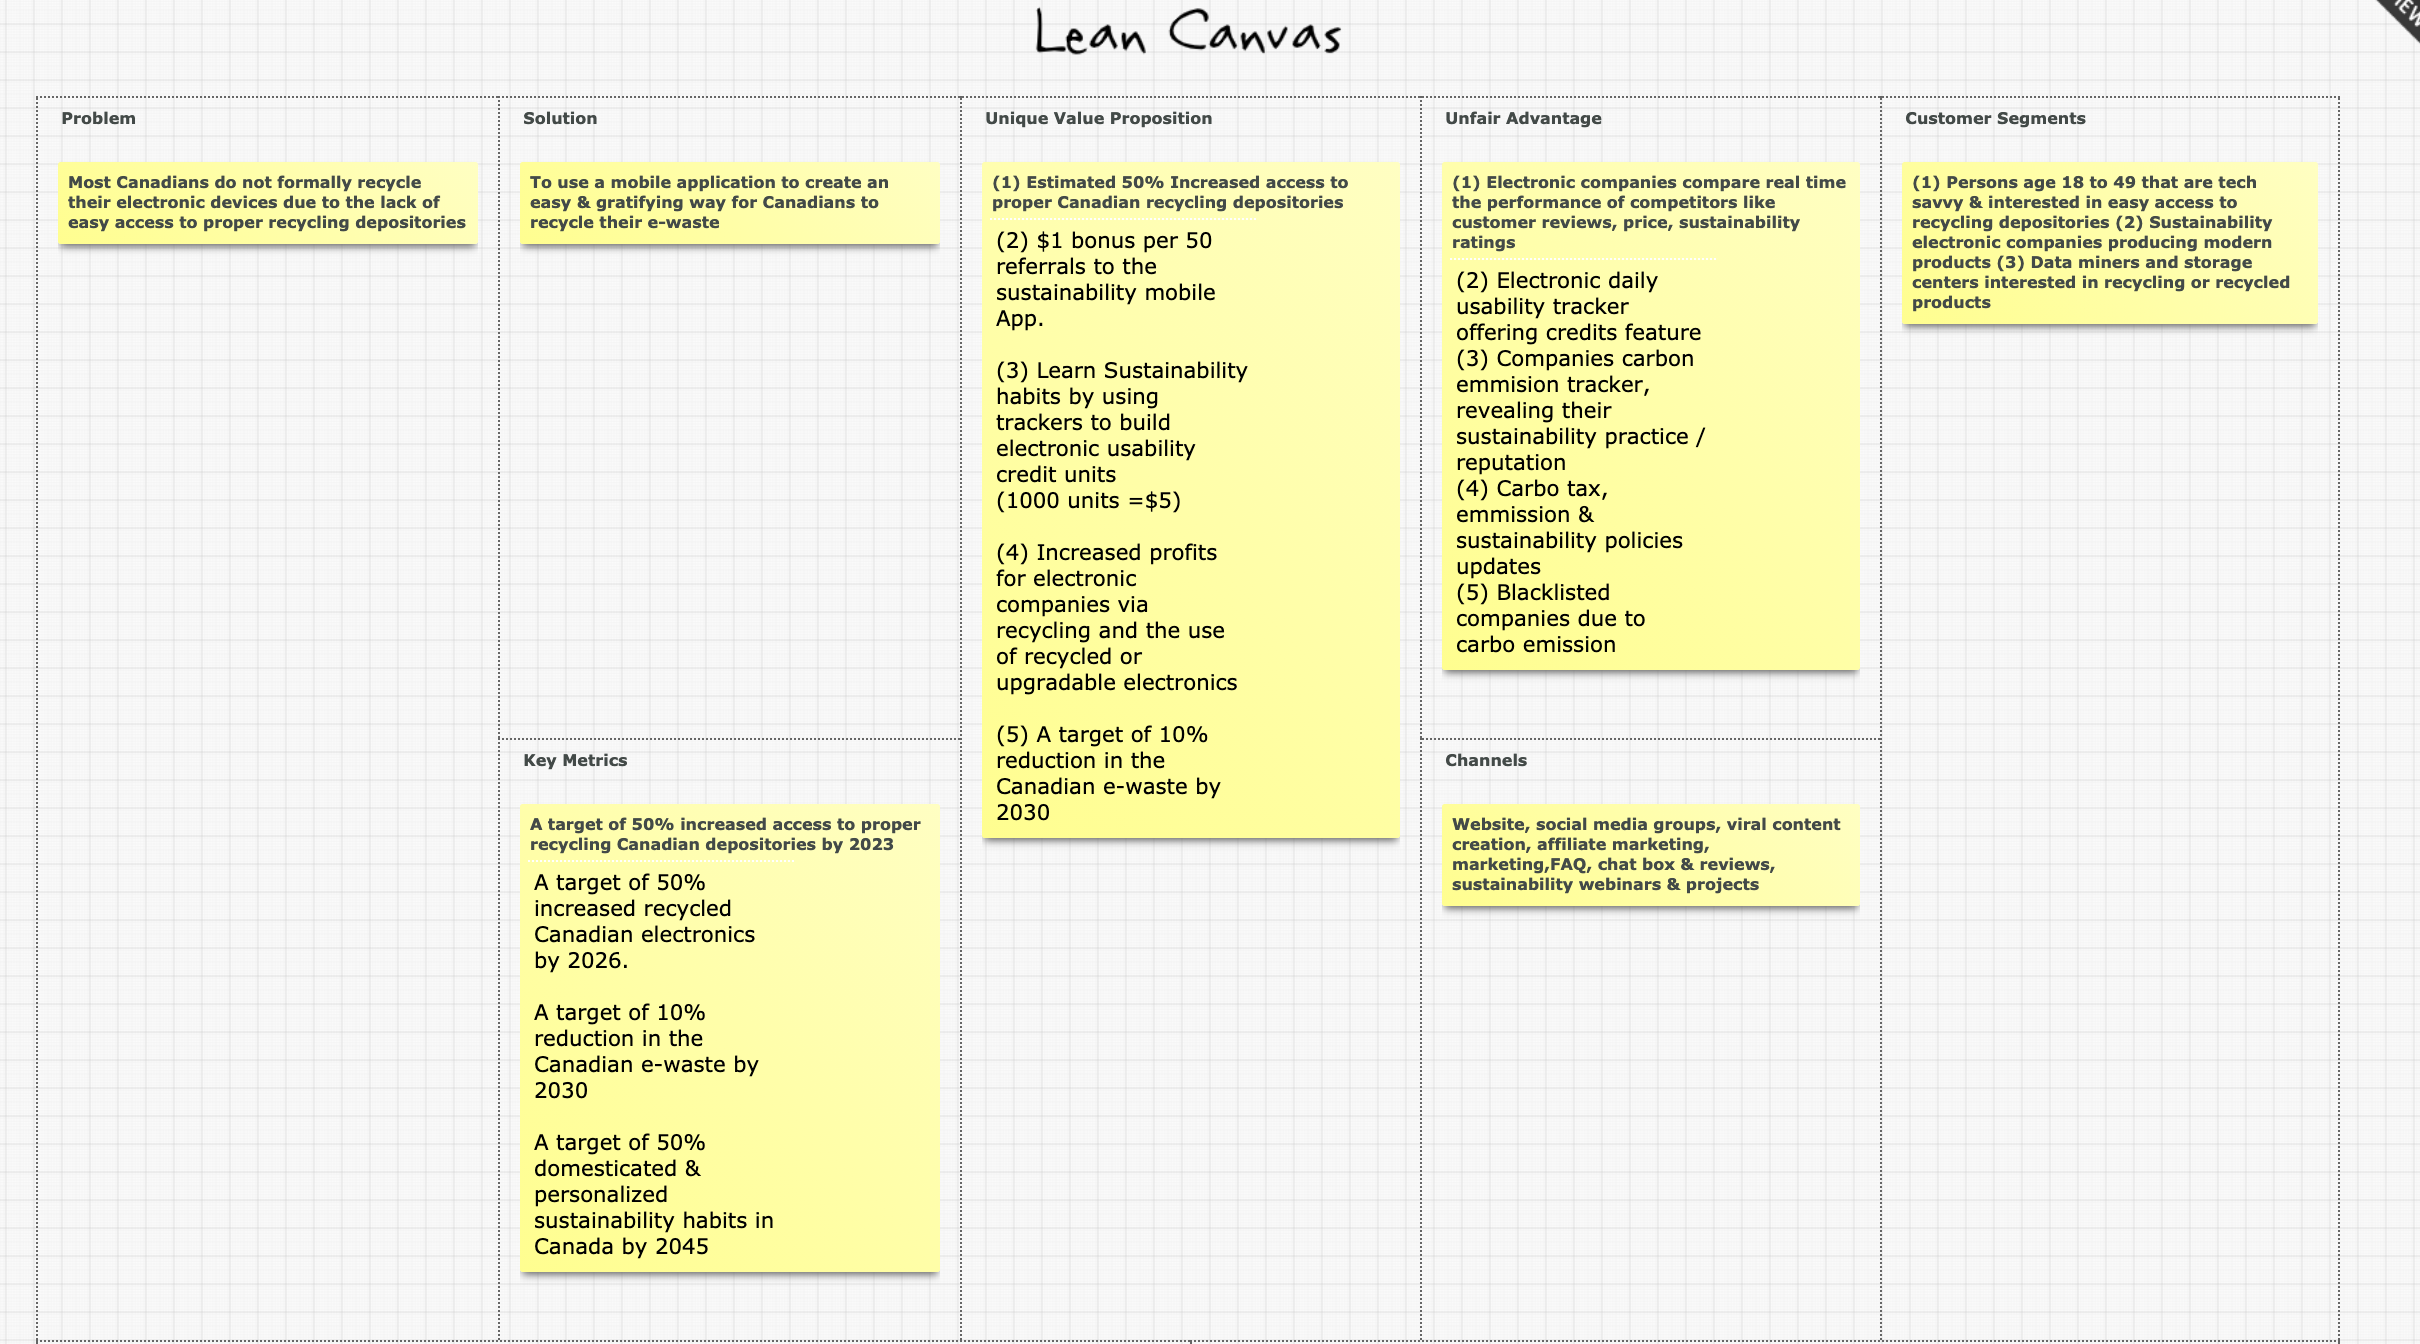 Lean Canvas
Problem
Most Canadians do not formally recycle
their electronic devices due to the lack of
easy access to proper recycling depositories
Solution
To use a mobile application to create an
easy & gratifying way for Canadians to
recycle their e-waste
Key Metrics
A target of 50% increased access to proper
recycling Canadian depositories by 2023
A target of 50%
increased recycled
Canadian electronics
by 2026.
A target of 10%
reduction in the
Canadian e-waste by
2030
A target of 50%
domesticated &
personalized
sustainability habits in
Canada by 2045
Unique Value Proposition
(1) Estimated 50% Increased access to
proper Canadian recycling depositories
(2) $1 bonus per 50
referrals to the
sustainability mobile
App.
(3) Learn Sustainability
habits by using
trackers to build
electronic usability
credit units
(1000 units =$5)
(4) Increased profits
for electronic
companies via
recycling and the use
of recycled or
upgradable electronics
(5) A target of 10%
reduction in the
Canadian e-waste by
2030
Unfair Advantage
(1) Electronic companies compare real time
the performance of competitors like
customer reviews, price, sustainability
ratings
(2) Electronic daily
usability tracker
offering credits feature
(3) Companies carbon
emmision tracker,
revealing their
sustainability practice /
reputation
(4) Carbo tax,
emmission &
sustainability policies
updates
(5) Blacklisted
companies due to
carbo emission
Channels
Website, social media groups, viral content
creation, affiliate marketing,
marketing,FAQ, chat box & reviews,
sustainability webinars & projects
Customer Segments
(1) Persons age 18 to 49 that are tech
savvy & interested in easy access to
recycling depositories (2) Sustainability
electronic companies producing modern
products (3) Data miners and storage
centers interested in recycling or recycled
products